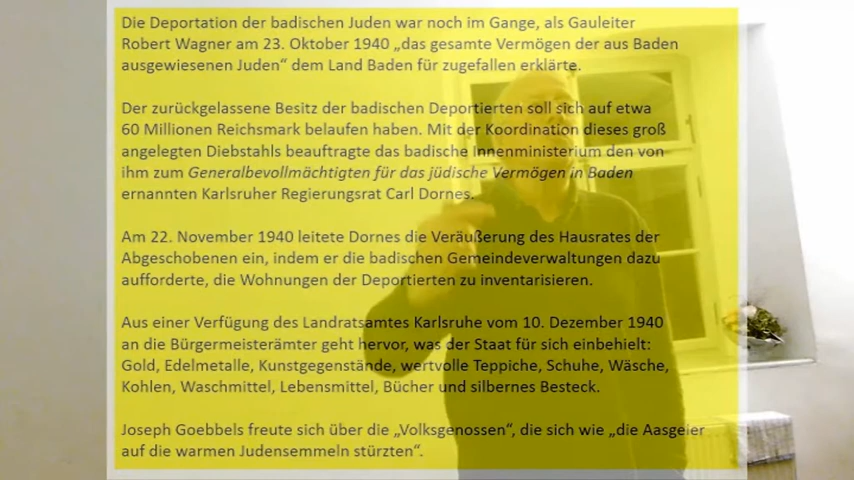 Die Deportation der badischen Juden war noch im Gange, als Gauleiter
Robert Wagner am 23. Oktober 1940 „das gesamte Vermögen der aus Baden
ausgewiesenen Juden“ dem Land Baden für zugefallen erklärte.
Der zurückgelassene Besitz der badischen Deportierten soll sich auf etwa
60 Millionen Reichsmark belaufen haben. Mit der Koordination dieses groß
angelegten Diebstahls beauftragte das badische Innenministerium den von
ihm zum Generalbevollmächtigten für das jüdische Vermögen in Baden
ernannten Karlsruher Regierungsrat Carl Dornes.
Am 22. November 1940 leitete Dornes die Veräußerung des Hausrates der
Abgeschobenen ein, indem er die badischen Gemeindeverwaltungen dazu
aufforderte, die Wohnungen der Deportierten zu inventarisieren.
Aus einer Verfügung des Landratsamtes Karlsruhe vom 10. Dezember 1940
an die Bürgermeisterämter geht hervor, was der Staat für sich einbehielt:
Gold, Edelmetalle, Kunstgegenstände, wertvolle Teppiche, Schuhe, Wäsche,
Kohlen, Waschmittel, Lebensmittel, Bücher und silbernes Besteck.
Joseph Goebbels freute sich über die „Volksgenossen“, die sich wie „die Aasgeier
auf die warmen Judensemmeln stürzten“.